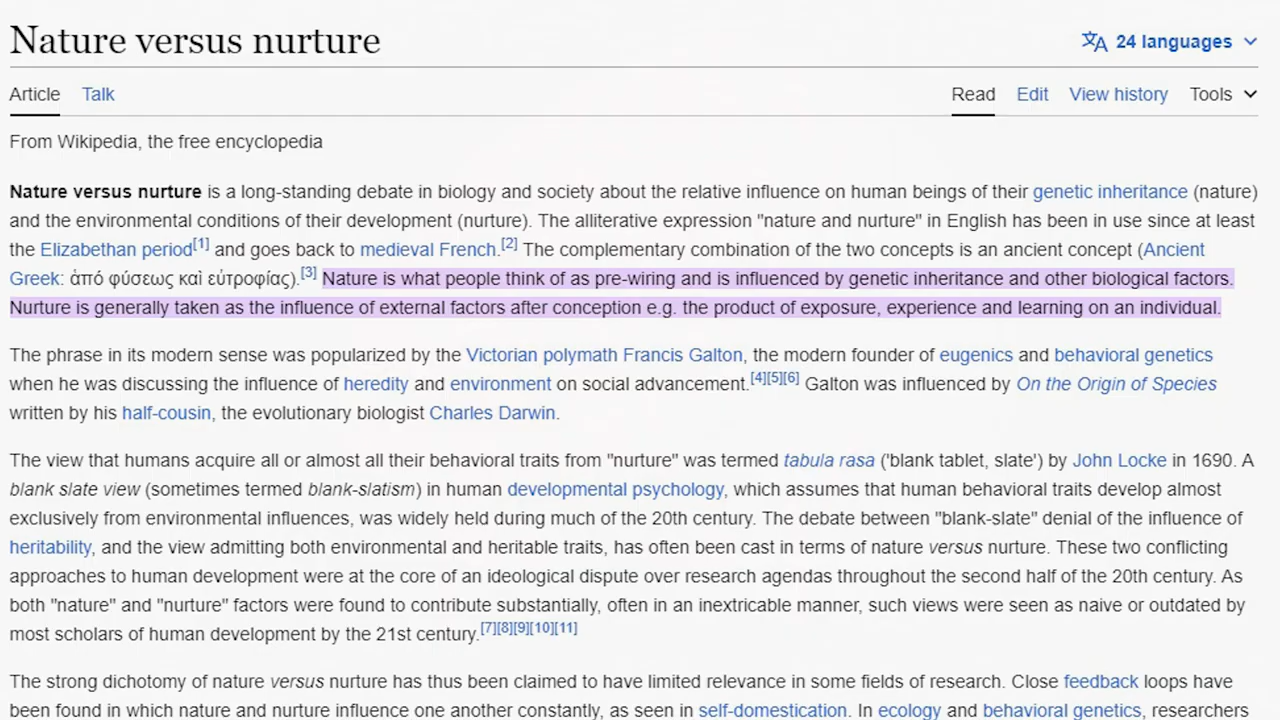 Nature versus nurture
24 languages
Article Talk Read Edit View history Tools
From Wikipedia, the free encyclopedia
Nature versus nurture is a long-standing debate in biology and society about the relative influence on human beings of their genetic inheritance (nature)
and the environmental conditions of their development (nurture). The alliterative expression "nature and nurture" in English has been in use since at least
the Elizabethan period[1] and goes back to medieval French.[2] The complementary combination of the two concepts is an ancient concept (Ancient
Greek: ἁπό φύσεως καὶ εὐτροφίας).[3] Nature is what people think of as pre-wiring and is influenced by genetic inheritance and other biological factors.
Nurture is generally taken as the influence of external factors after conception e.g. the product of exposure, experience and learning on an individual.
The phrase in its modern sense was popularized by the Victorian polymath Francis Galton, the modern founder of eugenics and behavioral genetics
when he was discussing the influence of heredity and environment on social advancement.[4][5][6] Galton was influenced by On the Origin of Species
written by his half-cousin, the evolutionary biologist Charles Darwin.
The view that humans acquire all or almost all their behavioral traits from "nurture" was termed tabula rasa ('blank tablet, slate') by John Locke in 1690. A
blank slate view (sometimes termed blank-slatism) in human developmental psychology, which assumes that human behavioral traits develop almost
exclusively from environmental influences, was widely held during much of the 20th century. The debate between "blank-slate" denial of the influence of
heritability, and the view admitting both environmental and heritable traits, has often been cast in terms of nature versus nurture. These two conflicting
approaches to human development were at the core of an ideological dispute over research agendas throughout the second half of the 20th century. As
both "nature" and "nurture" factors were found to contribute substantially, often in an inextricable manner, such views were seen as naive or outdated by
most scholars of human development by the 21st century.[7][8][9][10][11]
The strong dichotomy of nature versus nurture has thus been claimed to have limited relevance in some fields of research. Close feedback loops have
been found in which nature and nurture influence one another constantly, as seen in self-domestication. In ecology and behavioral genetics, researchers